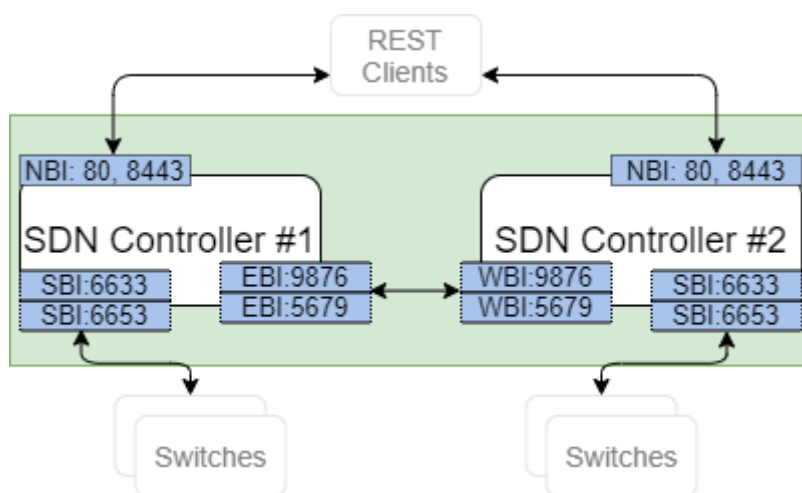 REST
Clients
NBI: 80, 8443
NBI: 80, 8443
SDN Controller #1
SDN Controller #2
EBI:9876
WBI:9876
SBI:6633
SBI:6633
EBI:5679
WBI:5679
SBI:6653
SBI:6653
Switches
Switches